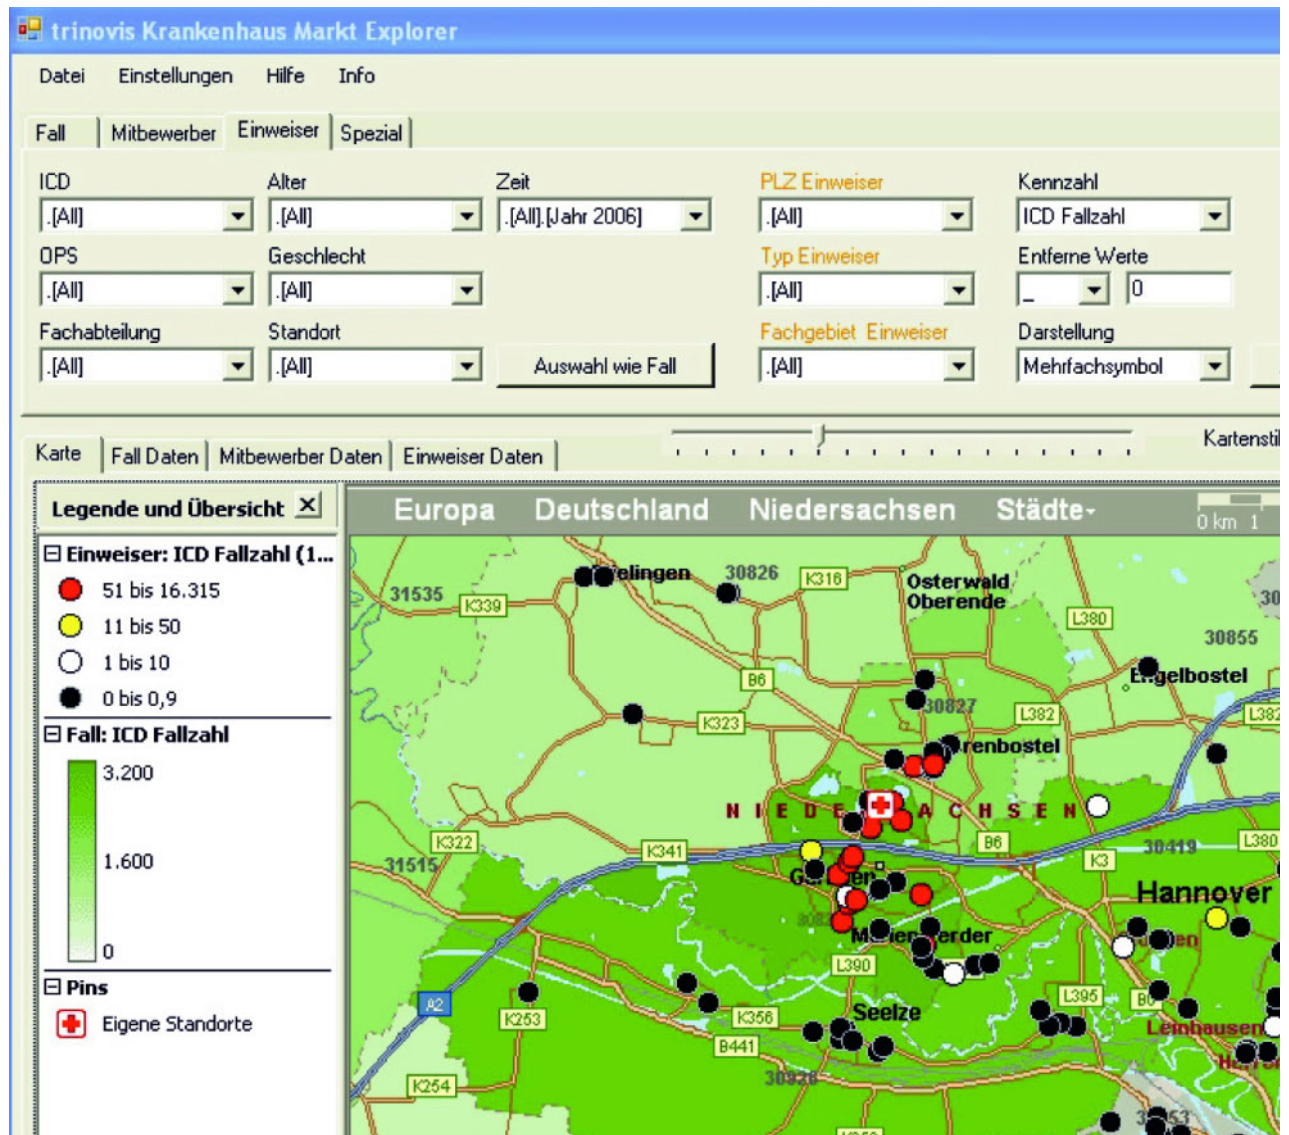 trinovis Krankenhaus Markt Explorer
Datei Einstellungen Hilfe Info
Fall Mitbewerber Einweiser Spezial
ICD Alter Zeit PLZ Einweiser Kennzahl
.[All] .[All] .[All].[Jahr 2006] .[All] ICD Fallzahl
OPS Geschlecht Typ Einweiser Entferne Werte
.[All] .[All] .[All] _ 0
Fachabteilung Standort Fachgebiet Einweiser Darstellung
.[All] .[All] Auswahl wie Fall .[All] Mehrfachsymbol
Karte Fall Daten Mitbewerber Daten Einweiser Daten Kartenstil
Legende und Übersicht
Europa Deutschland Niedersachsen Städte-
0 km 1
Einweiser: ICD Fallzahl (1...
51 bis 16.315
11 bis 50
1 bis 10
0 bis 0,9
Fall: ICD Fallzahl
3.200
1.600
0
Pins
Eigene Standorte
30826 K316 Osterwald
Oberende
31535 K339
L380
30855
Engelbostel
B6
30827
K323 L382 L382
K322 K341 B6 L380
31515 K3 30419
Hannover
L390
A2 K253 K356 Seelze L395
B441
30926
K254